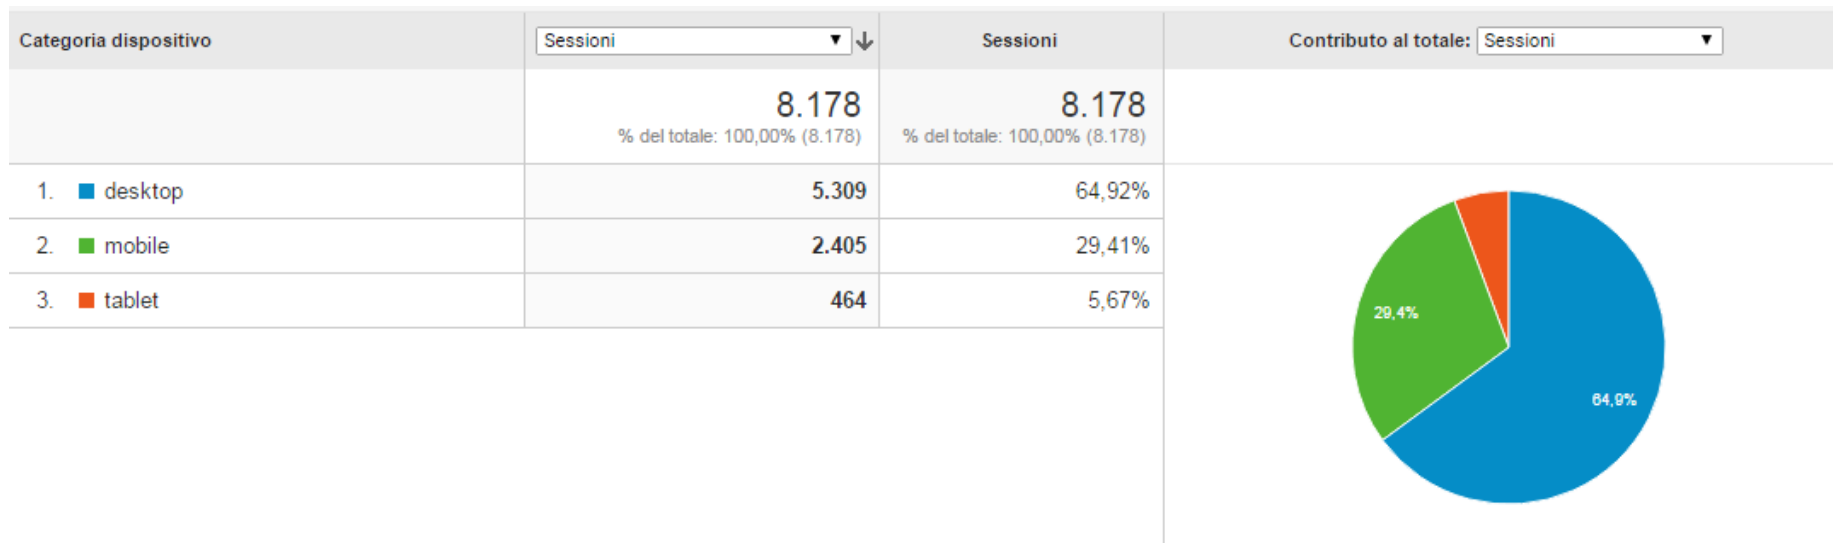 Categoria dispositivo Sessioni Sessioni Contributo al totale: Sessioni
8.178 8.178
% del totale: 100,00% (8.178) % del totale: 100,00% (8.178)
1. desktop 5.309 64,92%
2. mobile 2.405 29,41%
3. tablet 464 5,67%
29,4%
64,9%